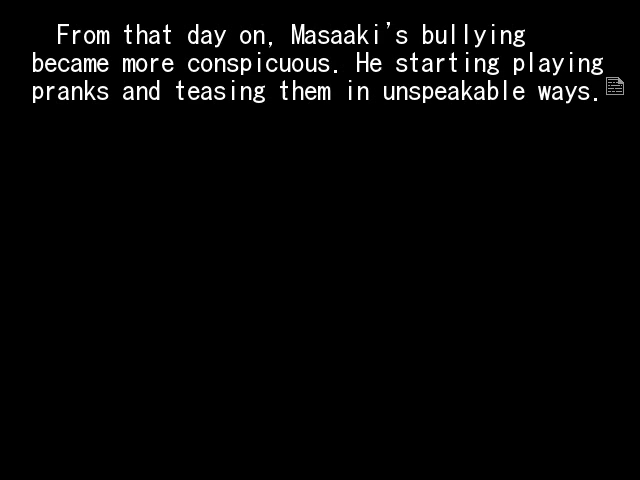 From that day on, Masaaki's bullying
became more conspicuous. He starting playing
pranks and teasing them in unspeakable ways.